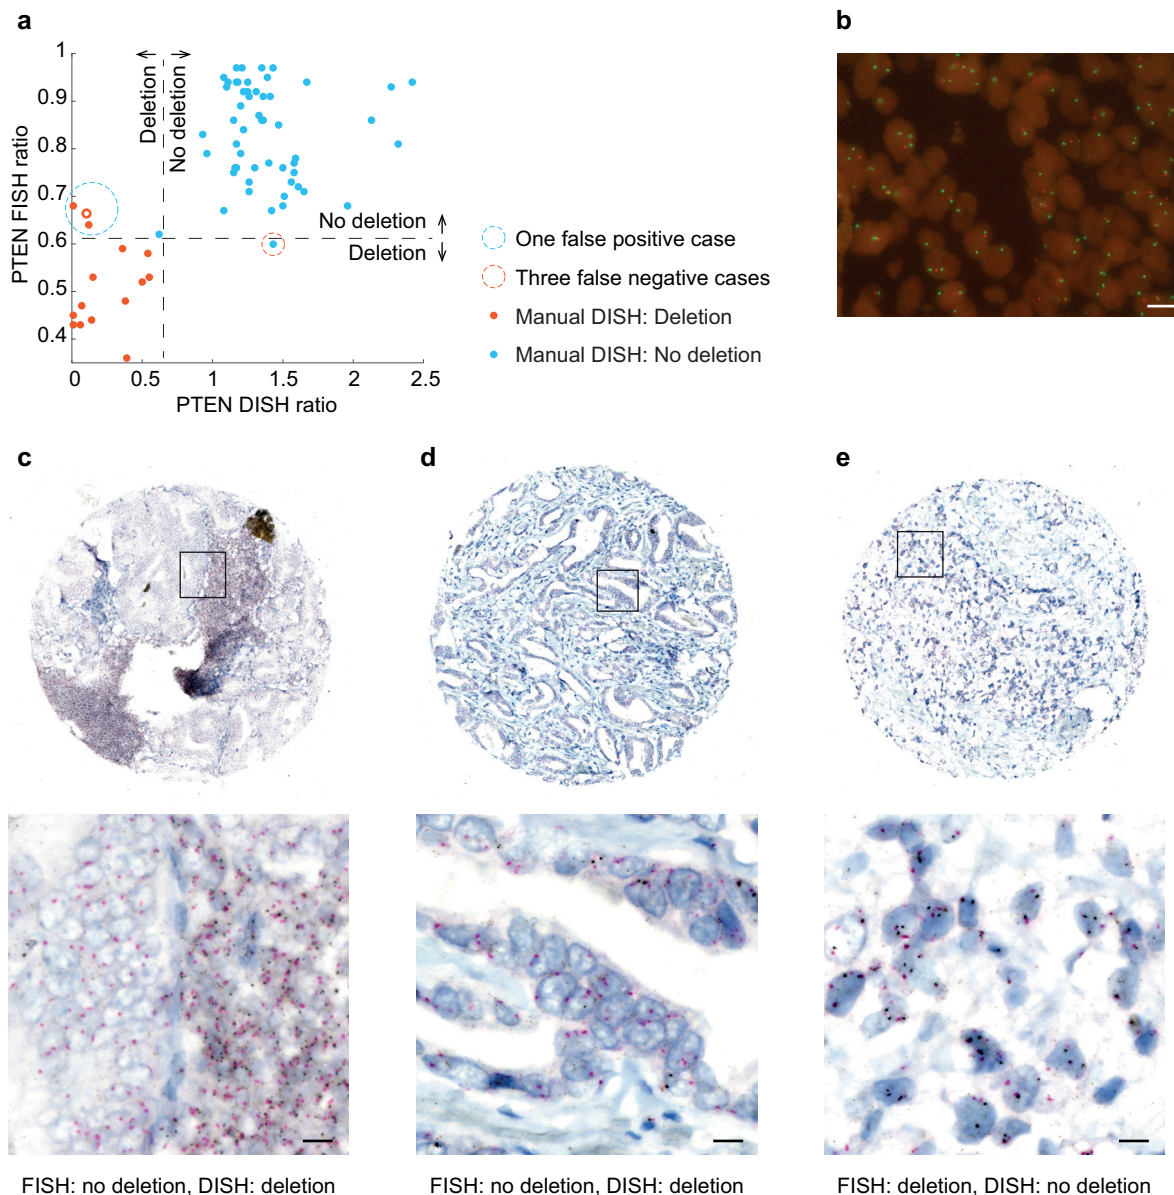 a
b
1
0.9
0.8
0.7
0.6
0.5
0.4
PTEN FISH ratio
Deletion
No deletion
No deletion
Deletion
0
0.5
1
1.5
2
2.5
PTEN DISH ratio
One false positive case
Three false negative cases
Manual DISH: Deletion
Manual DISH: No deletion
c
d
e
FISH: no deletion, DISH: deletion
FISH: no deletion, DISH: deletion
FISH: deletion, DISH: no deletion